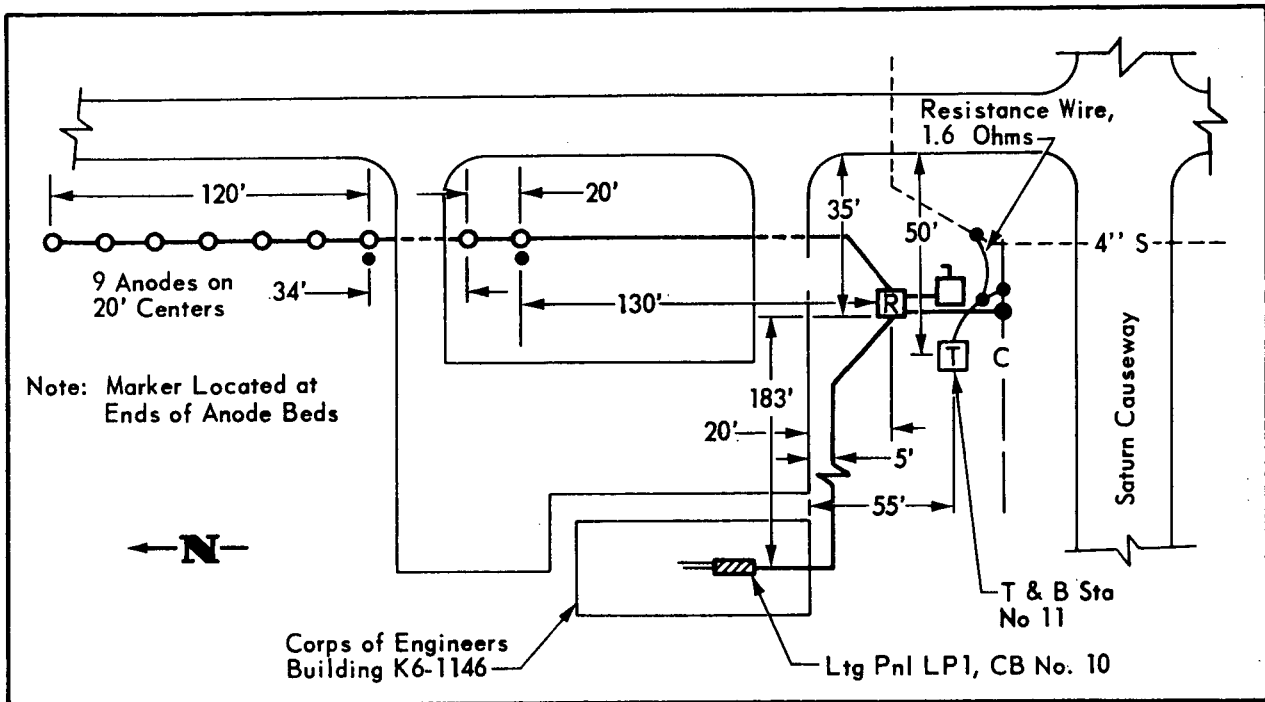 Resistance Wire,
1.6 Ohms
120'
20'
35'
50'
4" S
9 Anodes on
20' Centers
34'
130'
R
T
C
Note: Marker Located at
Ends of Anode Beds
183'
20'
5'
55'
Saturn Causeway
N
T & B Sta
No 11
Corps of Engineers
Building K6-1146
Ltg Pnl LP1, CB No. 10